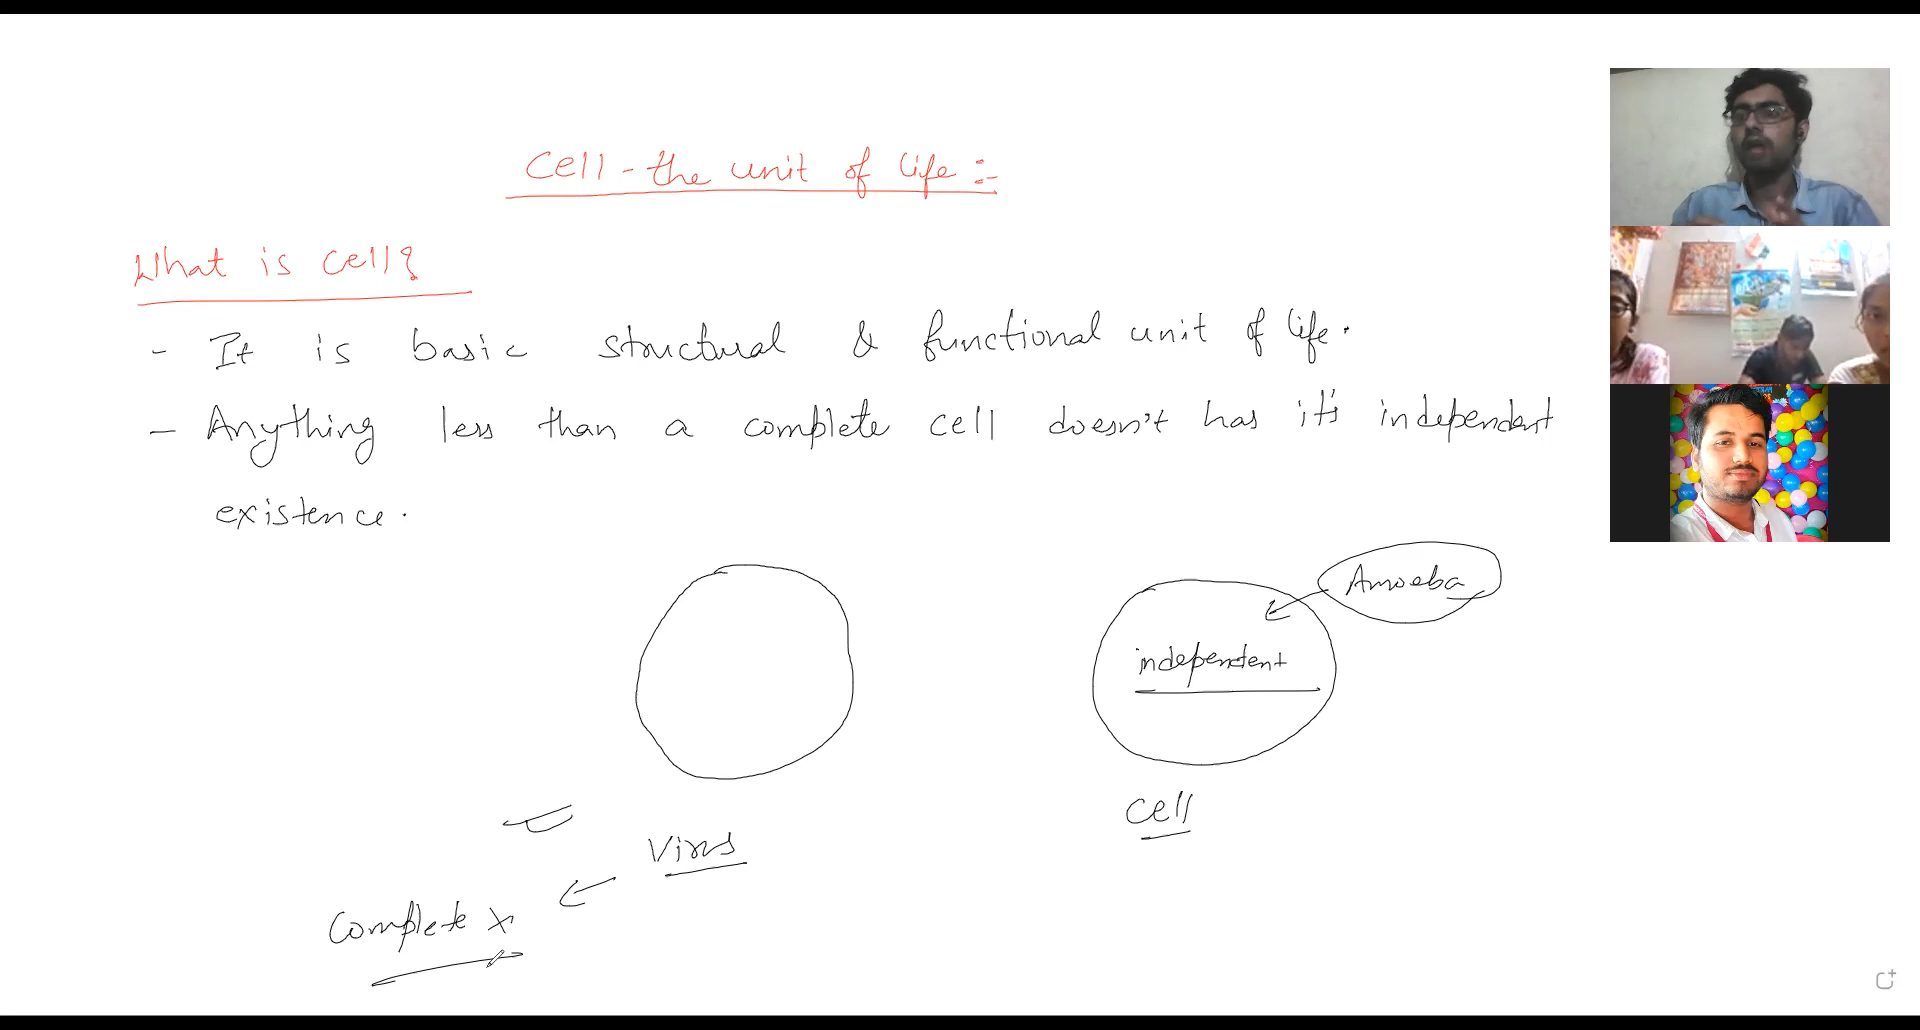 Cell - the unit of life :-
What is cell?
- It is basic structural & functional unit of life.
- Anything less than a complete cell doesn't has it's independent
existence.
Amoeba
independent
Cell
Virus
Complete x